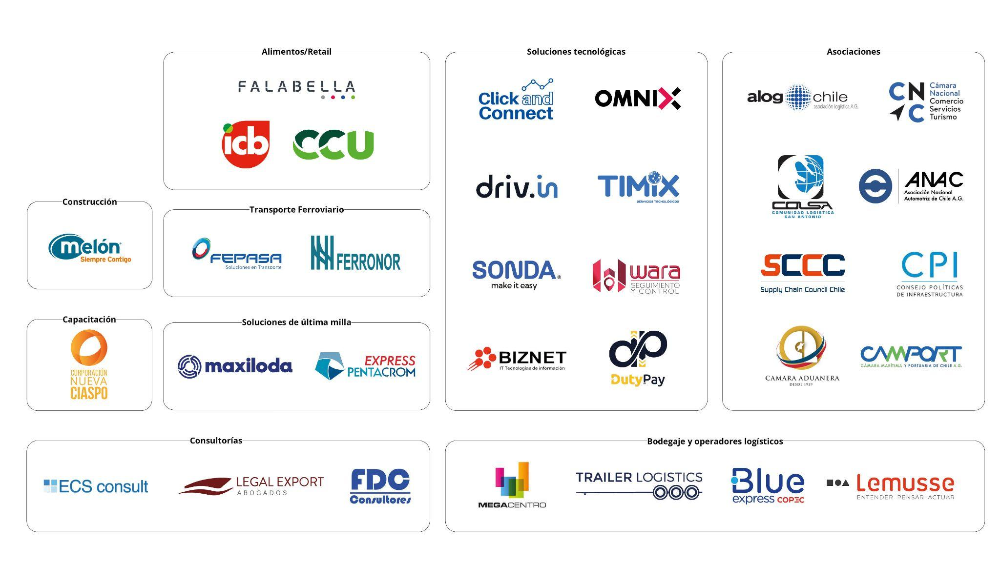 Alimentos/Retail
FALABELLA
icb
CCU
Construcción
melón®
Siempre Contigo
Transporte Ferroviario
FEPASA
Soluciones en Transporte
FERRONOR
Capacitación
CORPORACIÓN
NUEVA
CIASPO
Soluciones de última milla
maxiloda
EXPRESS
PENTACROM
Soluciones tecnológicas
Click and
Connect
OMNIX
driv.in
TIMiX
SERVICIOS TECNOLÓGICOS
SONDA®
make it easy
wara
SEGUIMIENTO
Y CONTROL
BIZNET
IT Tecnologías de información
dp
DutyPay
Asociaciones
alog chile
asociación logística A.G.
CNC
Cámara
Nacional
Comercio
Servicios
Turismo
COLSA
COMUNIDAD LOGISTICA
SAN ANTONIO
ANAC
Asociación Nacional
Automotriz de Chile A.G.
SCCC
Supply Chain Council Chile
CPI
CONSEJO POLÍTICAS
DE INFRAESTRUCTURA
CAMARA ADUANERA
DESDE 1939
CAMPORT
CÁMARA MARÍTIMA Y PORTUARIA DE CHILE A.G.
Consultorías
ECS consult
LEGAL EXPORT
ABOGADOS
FDC
Consultores
Bodegaje y operadores logísticos
MEGACENTRO
TRAILER LOGISTICS
Blue
express COPEC
Lemusse
ENTENDER PENSAR ACTUAR